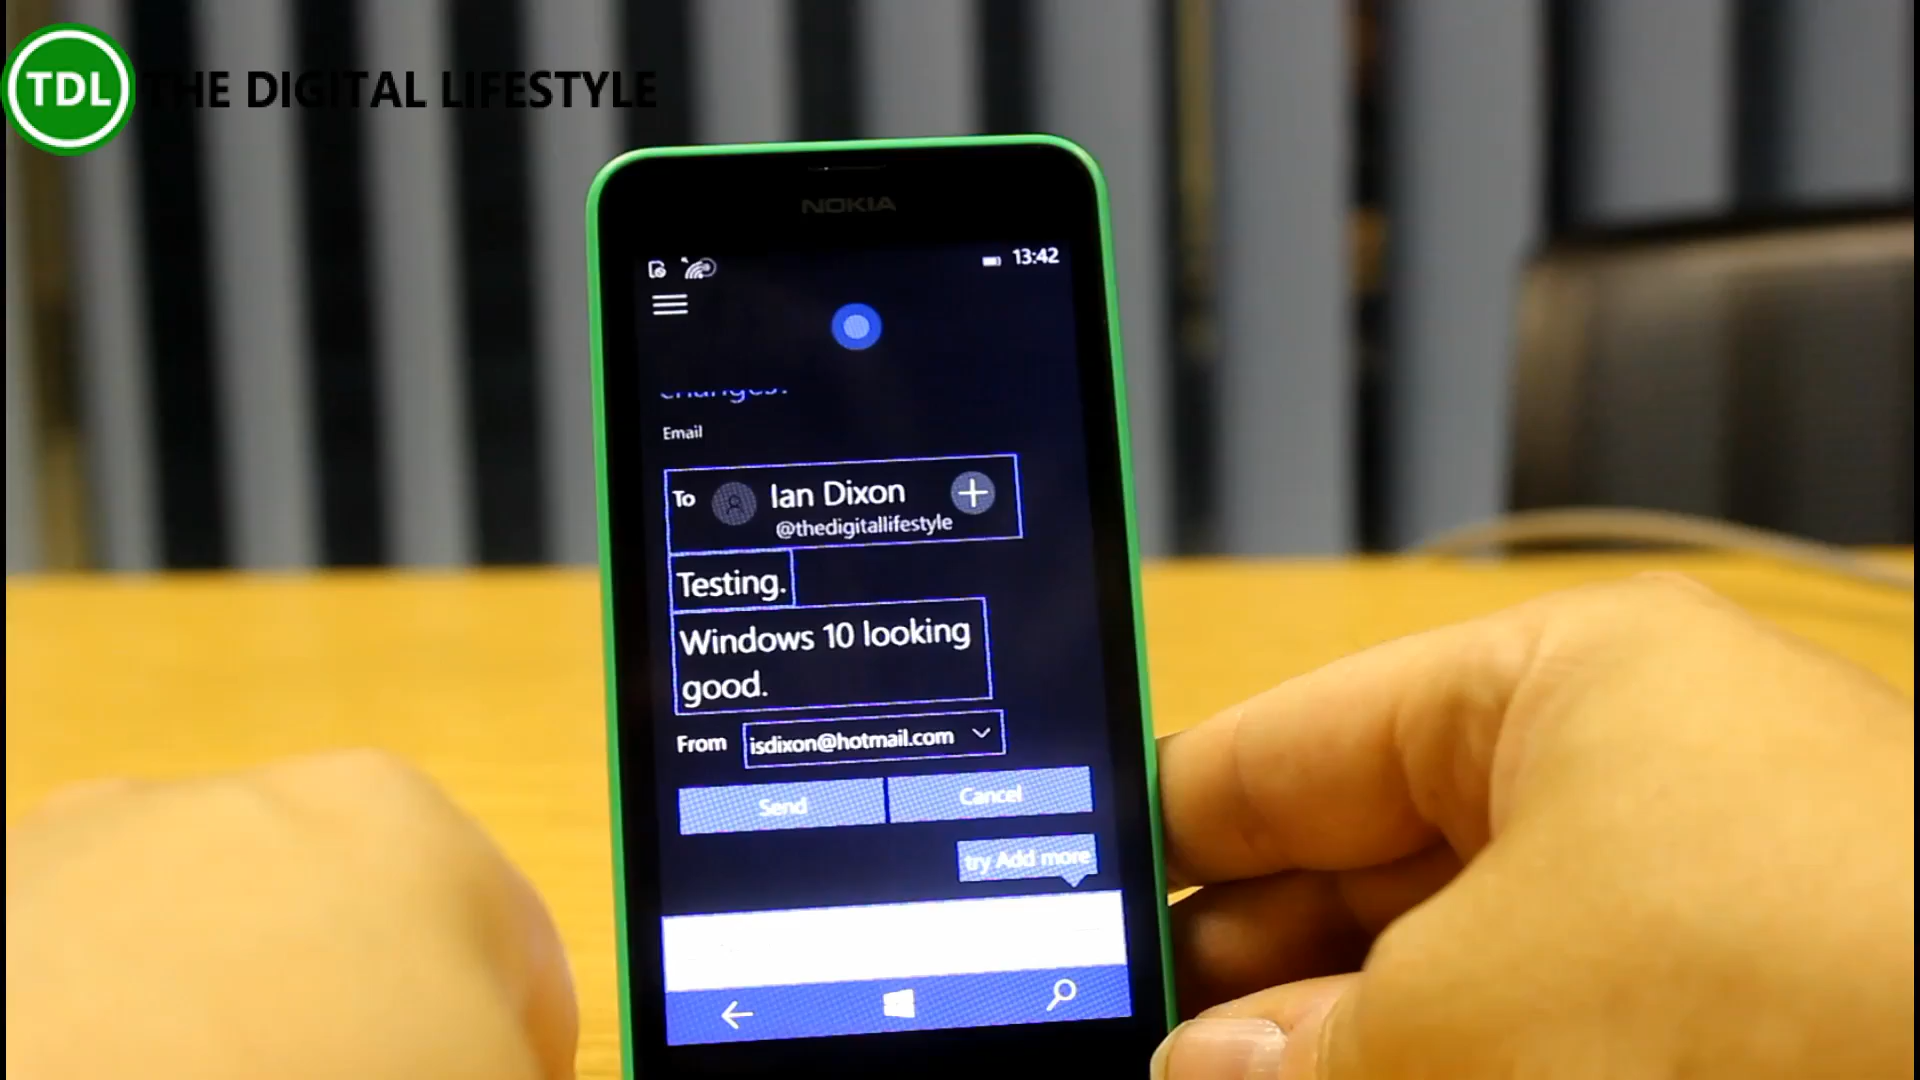 TDL THE DIGITAL LIFESTYLE
NOKIA
13:42
changes?
Email
To Ian Dixon
@thedigitallifestyle
Testing.
Windows 10 looking
good.
From isdixon@hotmail.com
Send Cancel
try Add more